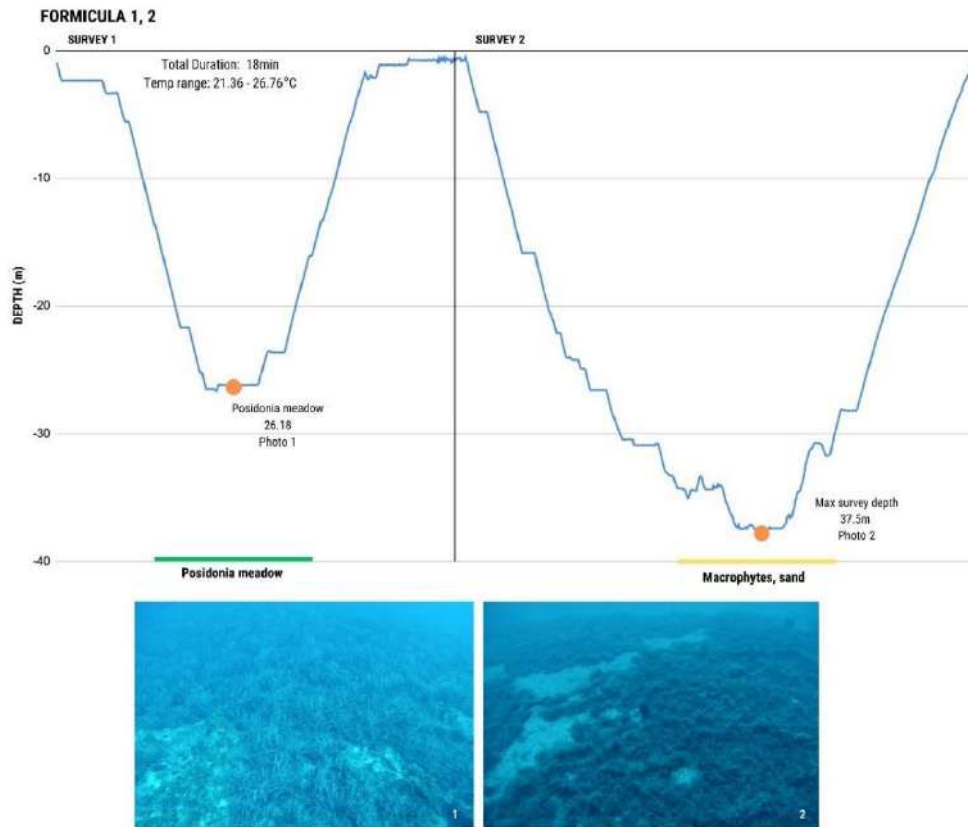 FORMICULA 1, 2
SURVEY 1
SURVEY 2
0
Total Duration: 18min
Temp range: 21.36 - 26.76°C
-10
-20
DEPTH (m)
Posidonia meadow
26.18
Photo 1
-30
Max survey depth
37.5m
Photo 2
-40
Posidonia meadow
Macrophytes, sand
1
2